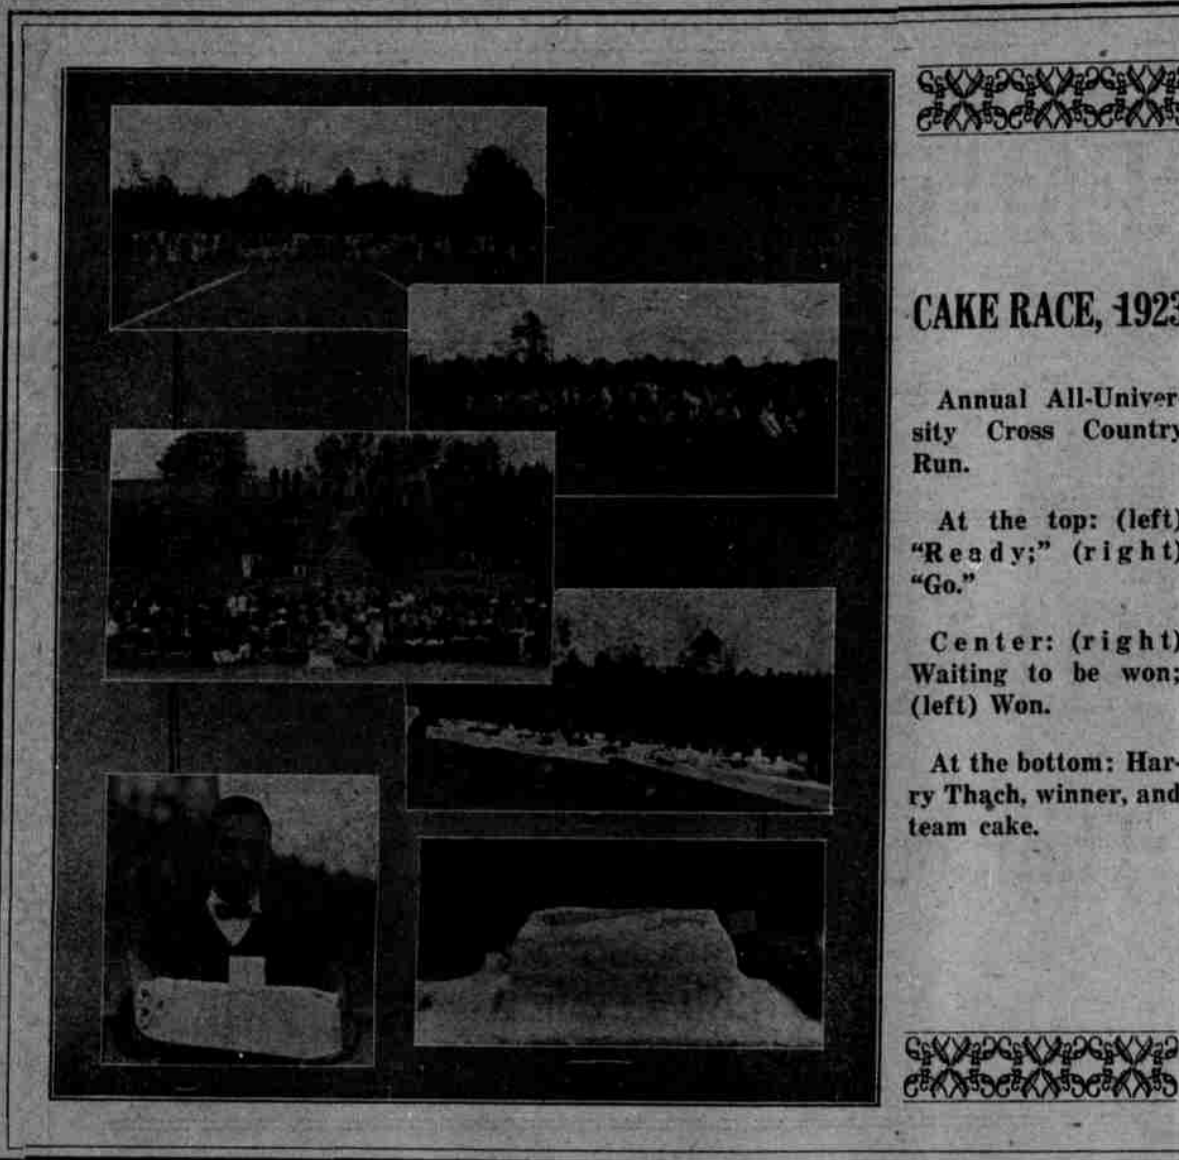 CAKE RACE, 1923
Annual All-Univer-
sity Cross Country
Run.
At the top: (left)
"Ready;" (right)
"Go."
Center: (right)
Waiting to be won;
(left) Won.
At the bottom: Har-
ry Thach, winner, and
team cake.